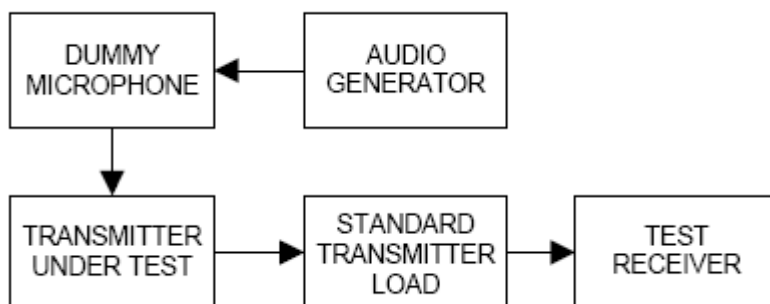 DUMMY
MICROPHONE
AUDIO
GENERATOR
TRANSMITTER
UNDER TEST
STANDARD
TRANSMITTER
LOAD
TEST
RECEIVER